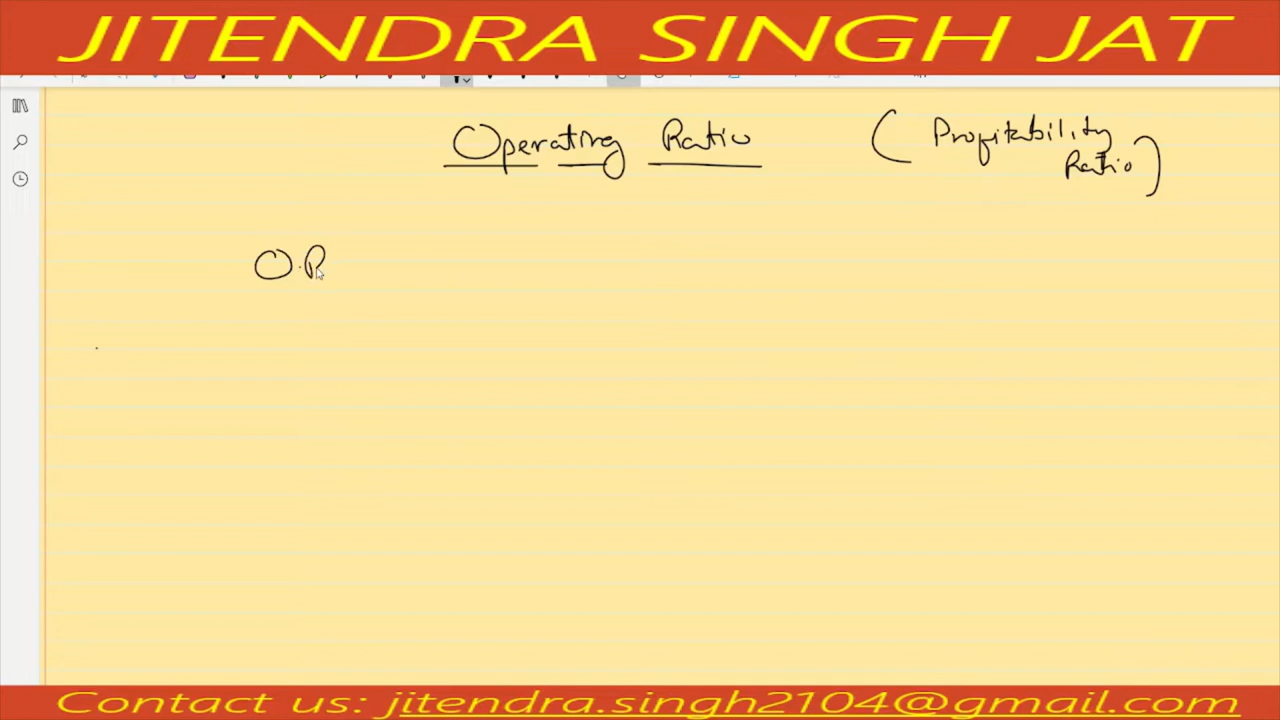 JITENDRA SINGH JAT
Operating Ratio (Profitability
Ratio)
O.R
Contact us: jitendra.singh2104@gmail.com